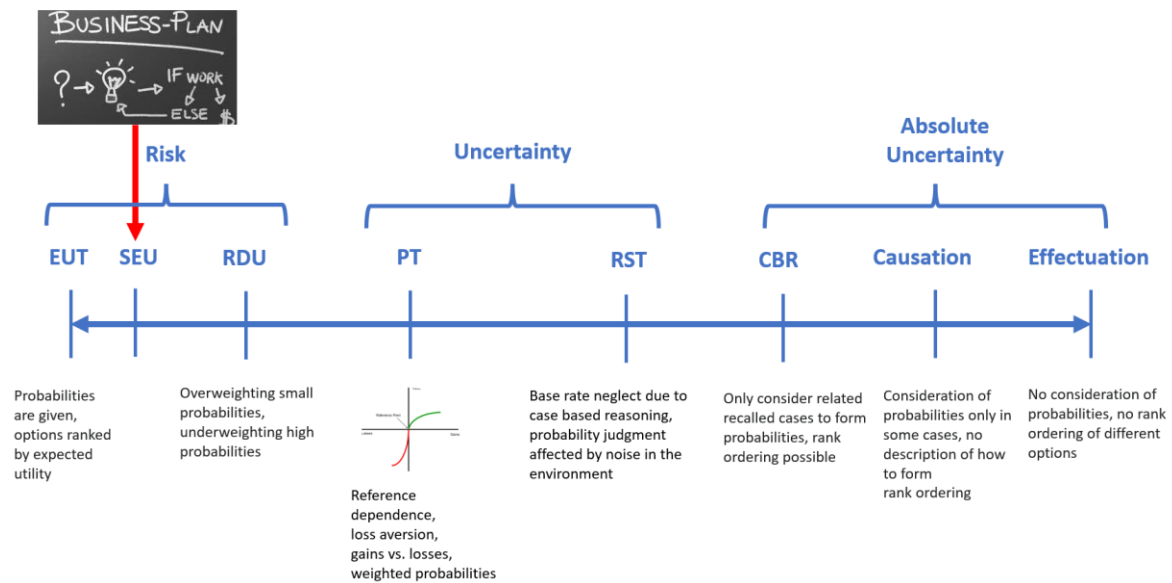 BUSINESS-PLAN
? → → IF WORK
ELSE $
Risk
Uncertainty
Absolute
Uncertainty
EUT
SEU
RDU
PT
RST
CBR
Causation
Effectuation
Probabilities
are given,
options ranked
by expected
utility
Overweighting small
probabilities,
underweighting high
probabilities
Reference Point
Reference
dependence,
loss aversion,
gains vs. losses,
weighted probabilities
Base rate neglect due to
case based reasoning,
probability judgment
affected by noise in the
environment
Only consider related
recalled cases to form
probabilities, rank
ordering possible
Consideration of
probabilities only in
some cases, no
description of how to
form
rank ordering
No consideration of
probabilities, no rank
ordering of different
options